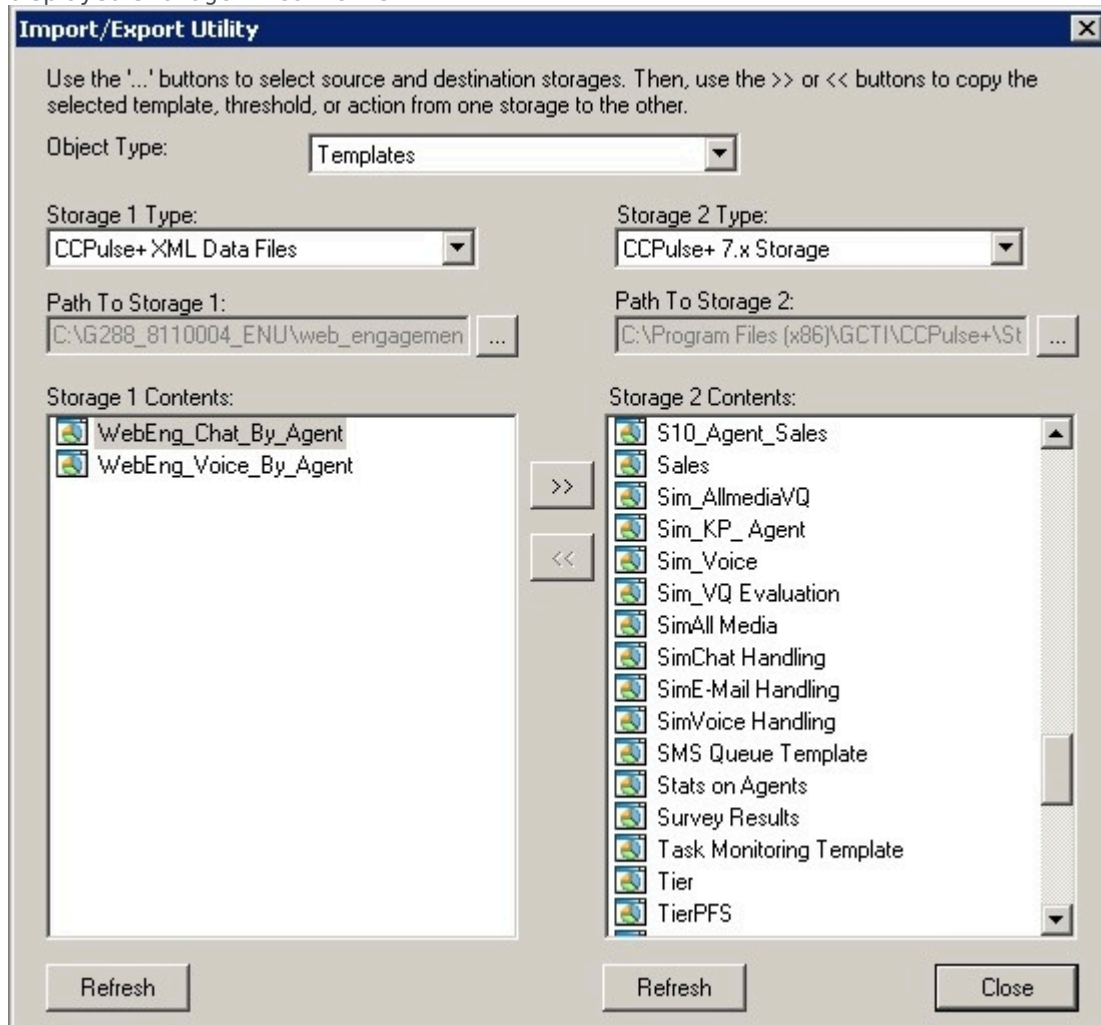 Import/Export Utility
Use the '...' buttons to select source and destination storages. Then, use the >> or << buttons to copy the
selected template, threshold, or action from one storage to the other.
Object Type:
Templates
Storage 1 Type:
CCPulse+ XML Data Files
Storage 2 Type:
CCPulse+ 7.x Storage
Path To Storage 1:
C:\G288_8110004_ENU\web_engagemen
...
Path To Storage 2:
C:\Program Files (x86)\GCTI\CCPulse+\St
...
Storage 1 Contents:
WebEng_Chat_By_Agent
WebEng_Voice_By_Agent
>>
<<
Storage 2 Contents:
S10_Agent_Sales
Sales
Sim_AllmediaVQ
Sim_KP_ Agent
Sim_Voice
Sim_VQ Evaluation
SimAll Media
SimChat Handling
SimE-Mail Handling
SimVoice Handling
SMS Queue Template
Stats on Agents
Survey Results
Task Monitoring Template
Tier
TierPFS
Refresh
Refresh
Close